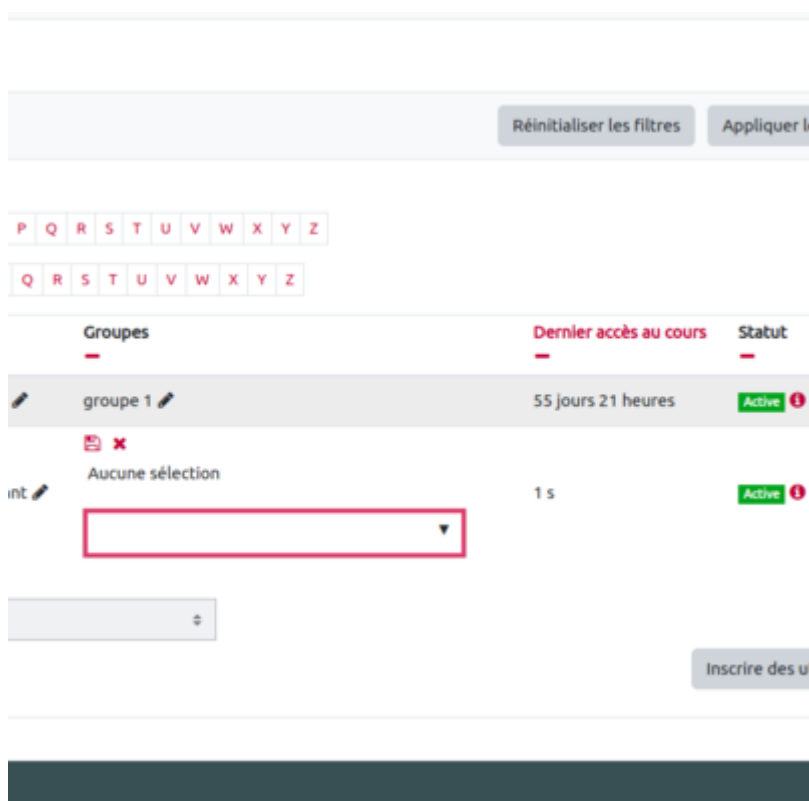 Réinitialiser les filtres Appliquer l
P Q R S T U V W X Y Z
Q R S T U V W X Y Z
Groupes Dernier accès au cours Statut
groupe 1 55 jours 21 heures Active
Aucune sélection
ant 1 s Active
Inscrire des u